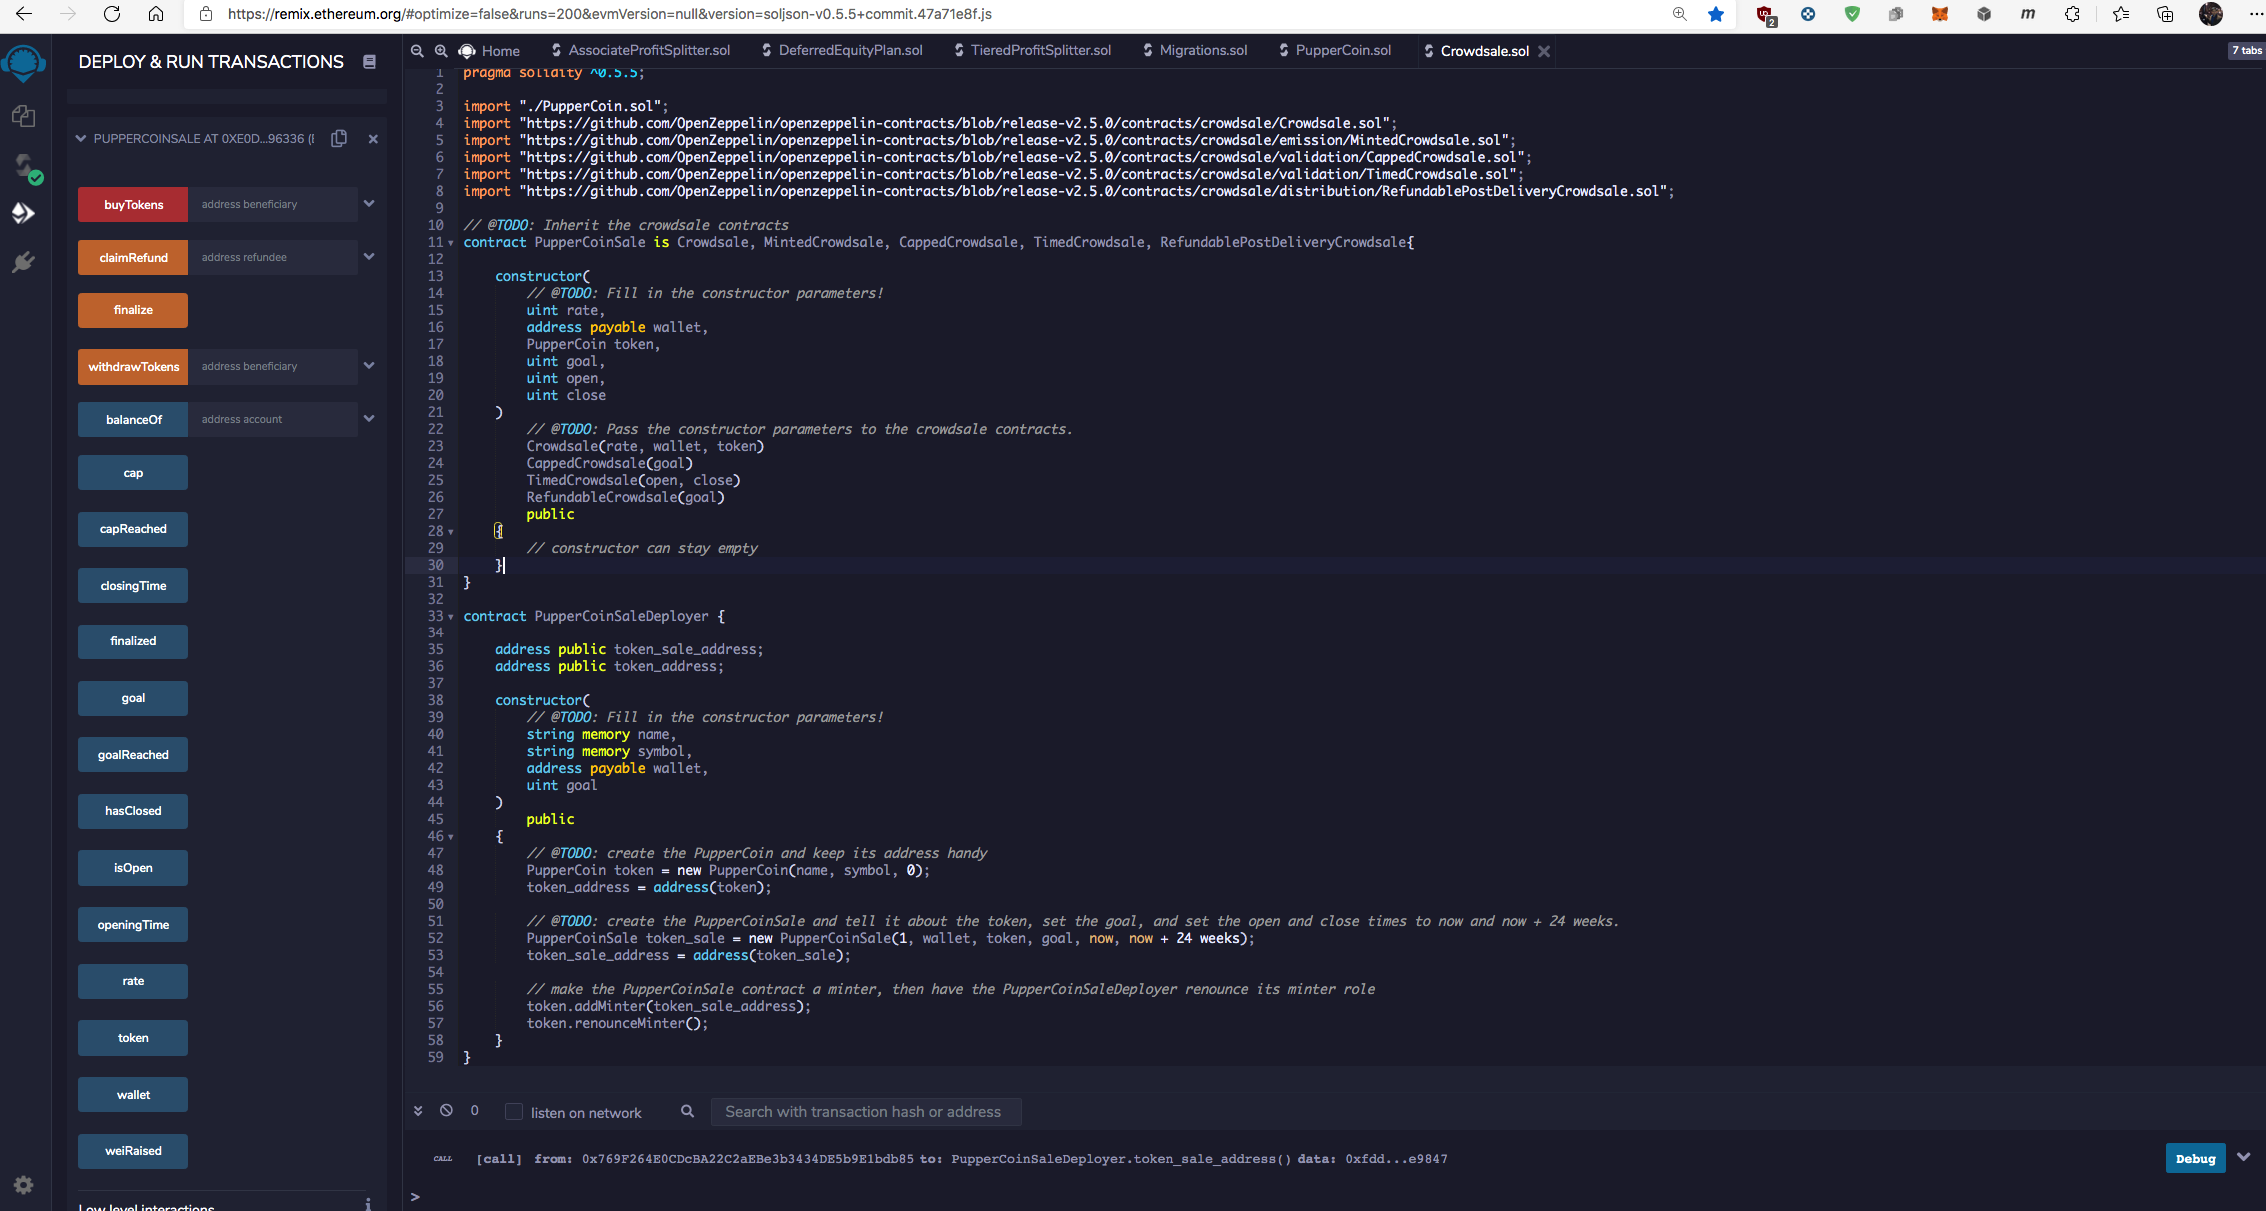 https://remix.ethereum.org/#optimize=false&runs=200&evmVersion=null&version=soljson-v0.5.5+commit.47a71e8f.js
2
DEPLOY & RUN TRANSACTIONS
Home
AssociateProfitSplitter.sol
DeferredEquityPlan.sol
TieredProfitSplitter.sol
Migrations.sol
PupperCoin.sol
Crowdsale.sol
7 tabs
PUPPERCOINSALE AT 0XE0D...96336 (
buyTokens address beneficiary
claimRefund address refundee
finalize
withdrawTokens address beneficiary
balanceOf address account
cap
capReached
closingTime
finalized
goal
goalReached
hasClosed
isOpen
openingTime
rate
token
wallet
weiRaised
Low level interactions
1 pragma solidity ^0.5.5;
2
3 import "./PupperCoin.sol";
4 import "https://github.com/OpenZeppelin/openzeppelin-contracts/blob/release-v2.5.0/contracts/crowdsale/Crowdsale.sol";
5 import "https://github.com/OpenZeppelin/openzeppelin-contracts/blob/release-v2.5.0/contracts/crowdsale/emission/MintedCrowdsale.sol";
6 import "https://github.com/OpenZeppelin/openzeppelin-contracts/blob/release-v2.5.0/contracts/crowdsale/validation/CappedCrowdsale.sol";
7 import "https://github.com/OpenZeppelin/openzeppelin-contracts/blob/release-v2.5.0/contracts/crowdsale/validation/TimedCrowdsale.sol";
8 import "https://github.com/OpenZeppelin/openzeppelin-contracts/blob/release-v2.5.0/contracts/crowdsale/distribution/RefundablePostDeliveryCrowdsale.sol";
9
10 // @TODO: Inherit the crowdsale contracts
11 contract PupperCoinSale is Crowdsale, MintedCrowdsale, CappedCrowdsale, TimedCrowdsale, RefundablePostDeliveryCrowdsale{
12
13 constructor(
14 // @TODO: Fill in the constructor parameters!
15 uint rate,
16 address payable wallet,
17 PupperCoin token,
18 uint goal,
19 uint open,
20 uint close
21 )
22 // @TODO: Pass the constructor parameters to the crowdsale contracts.
23 Crowdsale(rate, wallet, token)
24 CappedCrowdsale(goal)
25 TimedCrowdsale(open, close)
26 RefundableCrowdsale(goal)
27 public
28 {
29 // constructor can stay empty
30 }
31 }
32
33 contract PupperCoinSaleDeployer {
34
35 address public token_sale_address;
36 address public token_address;
37
38 constructor(
39 // @TODO: Fill in the constructor parameters!
40 string memory name,
41 string memory symbol,
42 address payable wallet,
43 uint goal
44 )
45 public
46 {
47 // @TODO: create the PupperCoin and keep its address handy
48 PupperCoin token = new PupperCoin(name, symbol, 0);
49 token_address = address(token);
50
51 // @TODO: create the PupperCoinSale and tell it about the token, set the goal, and set the open and close times to now and now + 24 weeks.
52 PupperCoinSale token_sale = new PupperCoinSale(1, wallet, token, goal, now, now + 24 weeks);
53 token_sale_address = address(token_sale);
54
55 // make the PupperCoinSale contract a minter, then have the PupperCoinSaleDeployer renounce its minter role
56 token.addMinter(token_sale_address);
57 token.renounceMinter();
58 }
59 }
0 listen on network Search with transaction hash or address
CALL [call] from: 0x769F264E0CDcBA22C2aEBe3b3434DE5b9E1bdb85 to: PupperCoinSaleDeployer.token_sale_address() data: 0xfdd...e9847
Debug
>